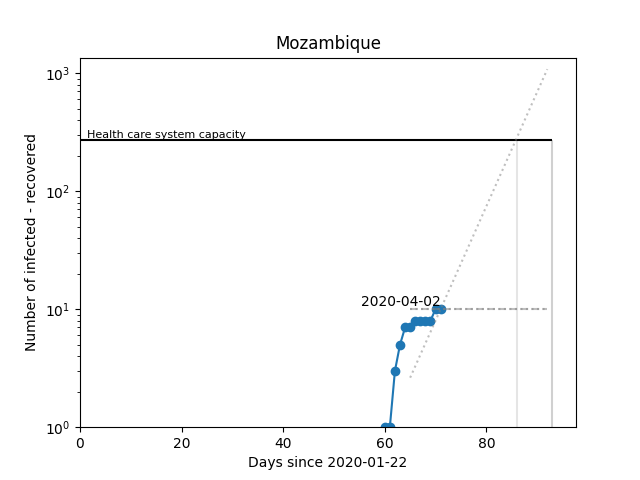 Mozambique
Number of infected - recovered
10³
10²
10¹
10⁰
Health care system capacity
2020-04-02
0 20 40 60 80
Days since 2020-01-22